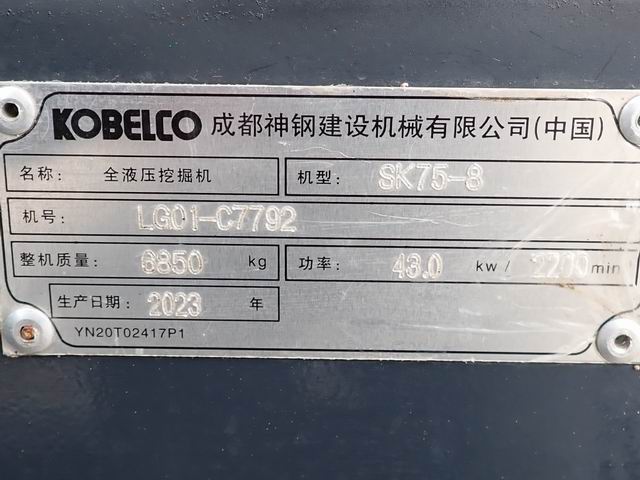 KOBELCO 成都神钢建设机械有限公司(中国)
名称: 全液压挖掘机 机型: SK75-8
机号: LG01-C7792
整机质量: 6850 kg 功率: 43.0 kw/ 2200 min
生产日期: 2023 年
YN20T02417P1